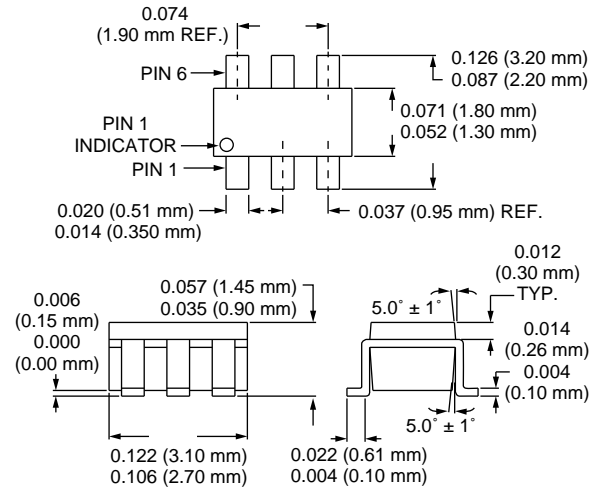 0.074
(1.90 mm REF.)
PIN 6
0.126 (3.20 mm)
0.087 (2.20 mm)
0.071 (1.80 mm)
0.052 (1.30 mm)
PIN 1
INDICATOR
PIN 1
0.020 (0.51 mm)
0.014 (0.350 mm)
0.037 (0.95 mm) REF.
0.006
(0.15 mm)
0.000
(0.00 mm)
0.057 (1.45 mm)
0.035 (0.90 mm)
0.122 (3.10 mm)
0.106 (2.70 mm)
5.0° ± 1°
0.012
(0.30 mm)
TYP.
0.014
(0.26 mm)
0.004
(0.10 mm)
5.0° ± 1°
0.022 (0.61 mm)
0.004 (0.10 mm)